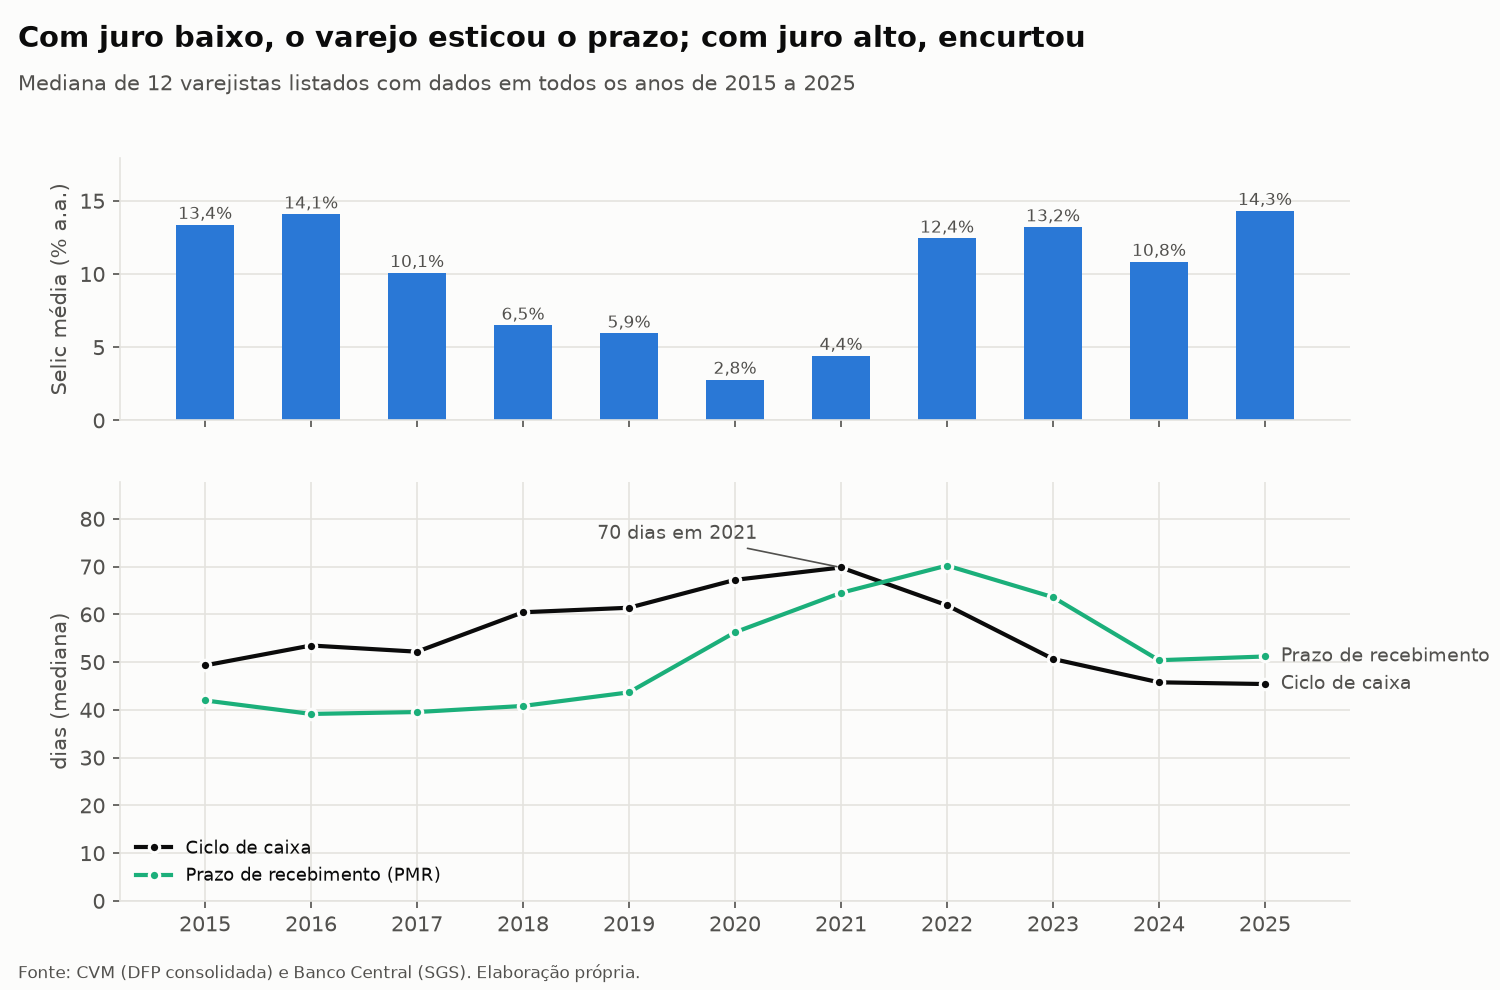 Com juro baixo, o varejo esticou o prazo; com juro alto, encurtou
Mediana de 12 varejistas listados com dados em todos os anos de 2015 a 2025
Selic média (% a.a.)
15
10
5
0
13,4%
14,1%
10,1%
6,5%
5,9%
2,8%
4,4%
12,4%
13,2%
10,8%
14,3%
dias (mediana)
80
70
60
50
40
30
20
10
0
70 dias em 2021
Prazo de recebimento
Ciclo de caixa
Ciclo de caixa
Prazo de recebimento (PMR)
2015 2016 2017 2018 2019 2020 2021 2022 2023 2024 2025
Fonte: CVM (DFP consolidada) e Banco Central (SGS). Elaboração própria.